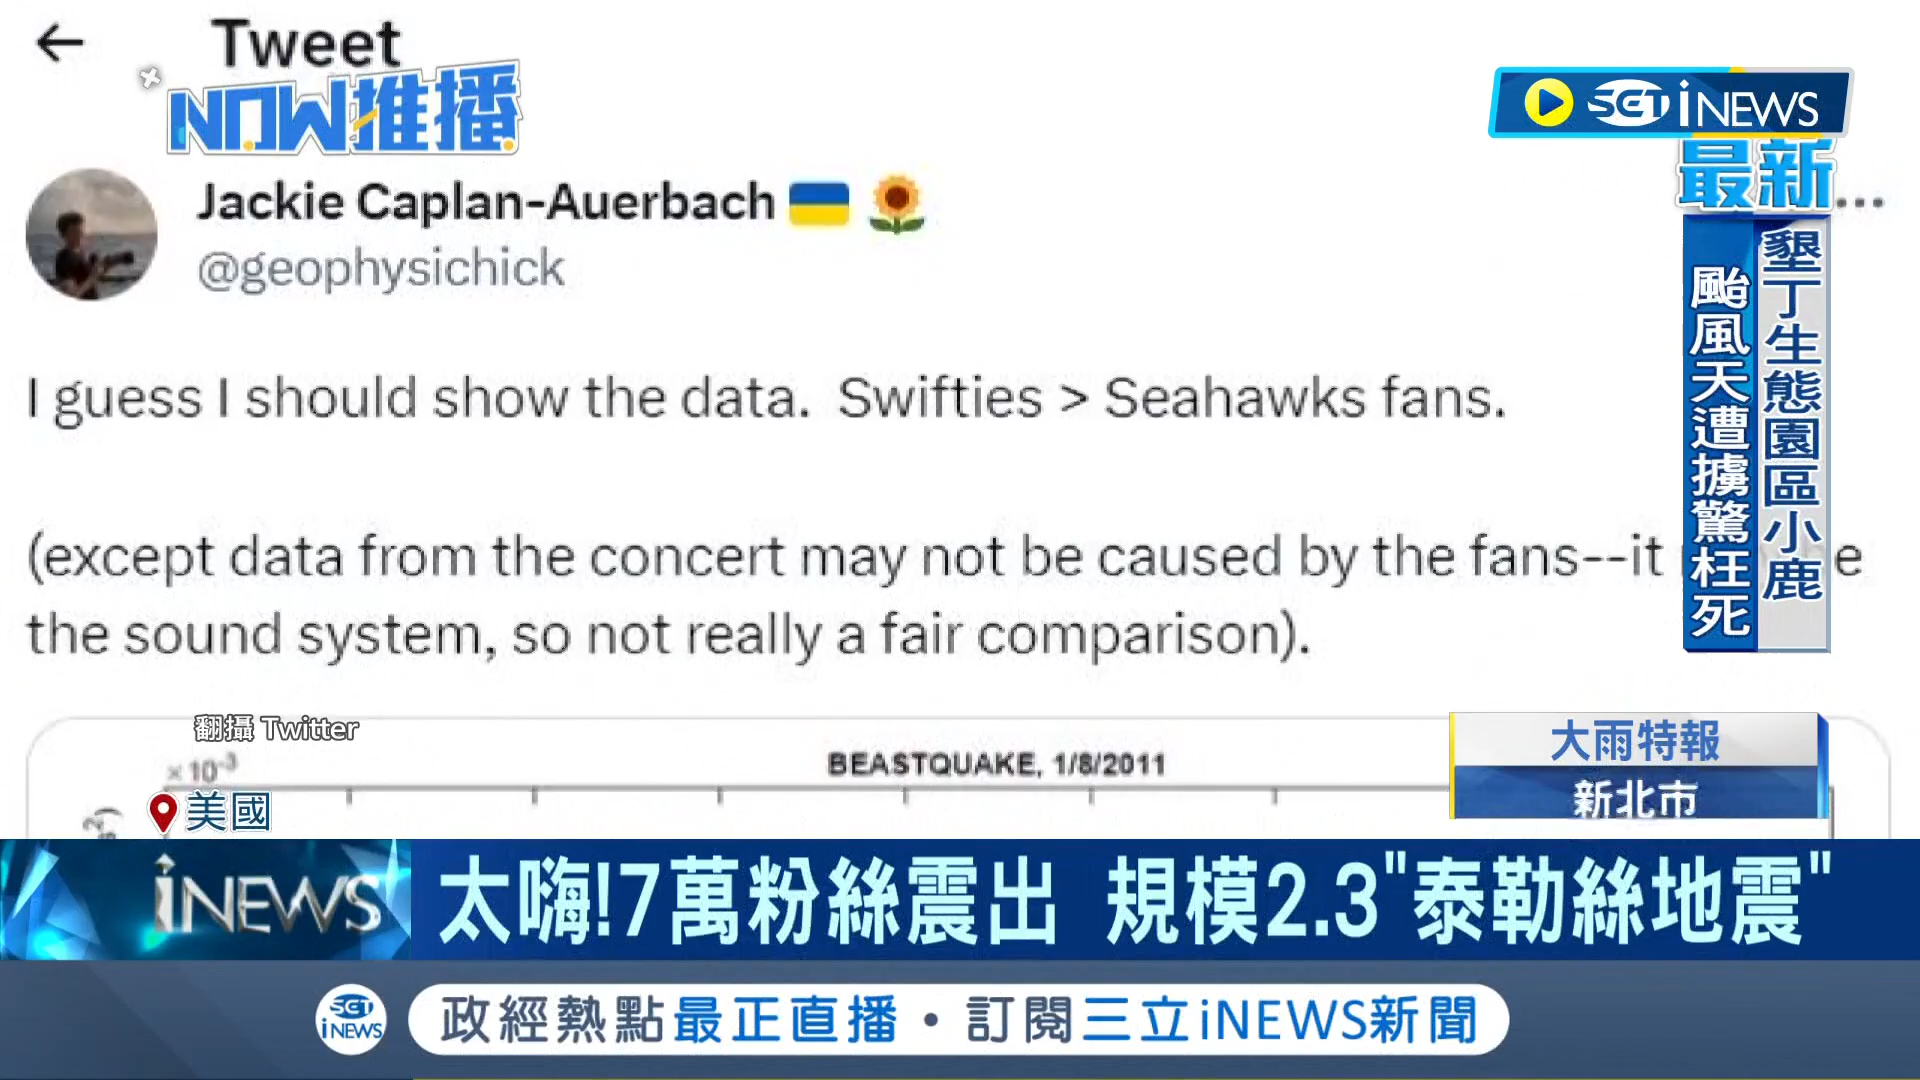 Tweet
NOW推播
SET iNEWS
最新
墾丁生態園區小鹿
颱風天遭擄驚枉死
Jackie Caplan-Auerbach
@geophysichick
I guess I should show the data. Swifties > Seahawks fans.
(except data from the concert may not be caused by the fans--it
the sound system, so not really a fair comparison).
翻攝 Twitter
×10-3
BEASTQUAKE, 1/8/2011
大雨特報
新北市
美國
iNEWS
太嗨!7萬粉絲震出 規模2.3"泰勒絲地震"
SET iNEWS
政經熱點最正直播・訂閱三立iNEWS新聞